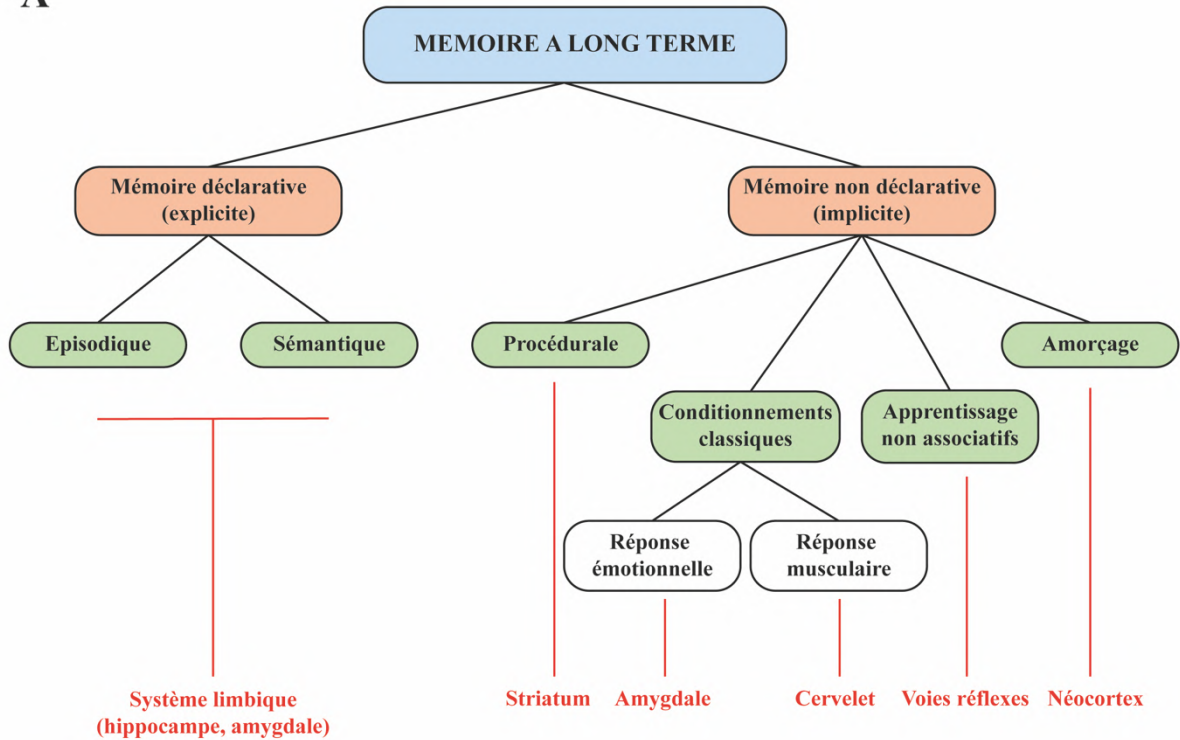 A
MEMOIRE A LONG TERME
Mémoire déclarative
(explicite)
Mémoire non déclarative
(implicite)
Episodique
Sémantique
Procédurale
Amorçage
Conditionnements
classiques
Apprentissage
non associatifs
Réponse
émotionnelle
Réponse
musculaire
Système limbique
(hippocampe, amygdale)
Striatum
Amygdale
Cervelet
Voies réflexes
Néocortex